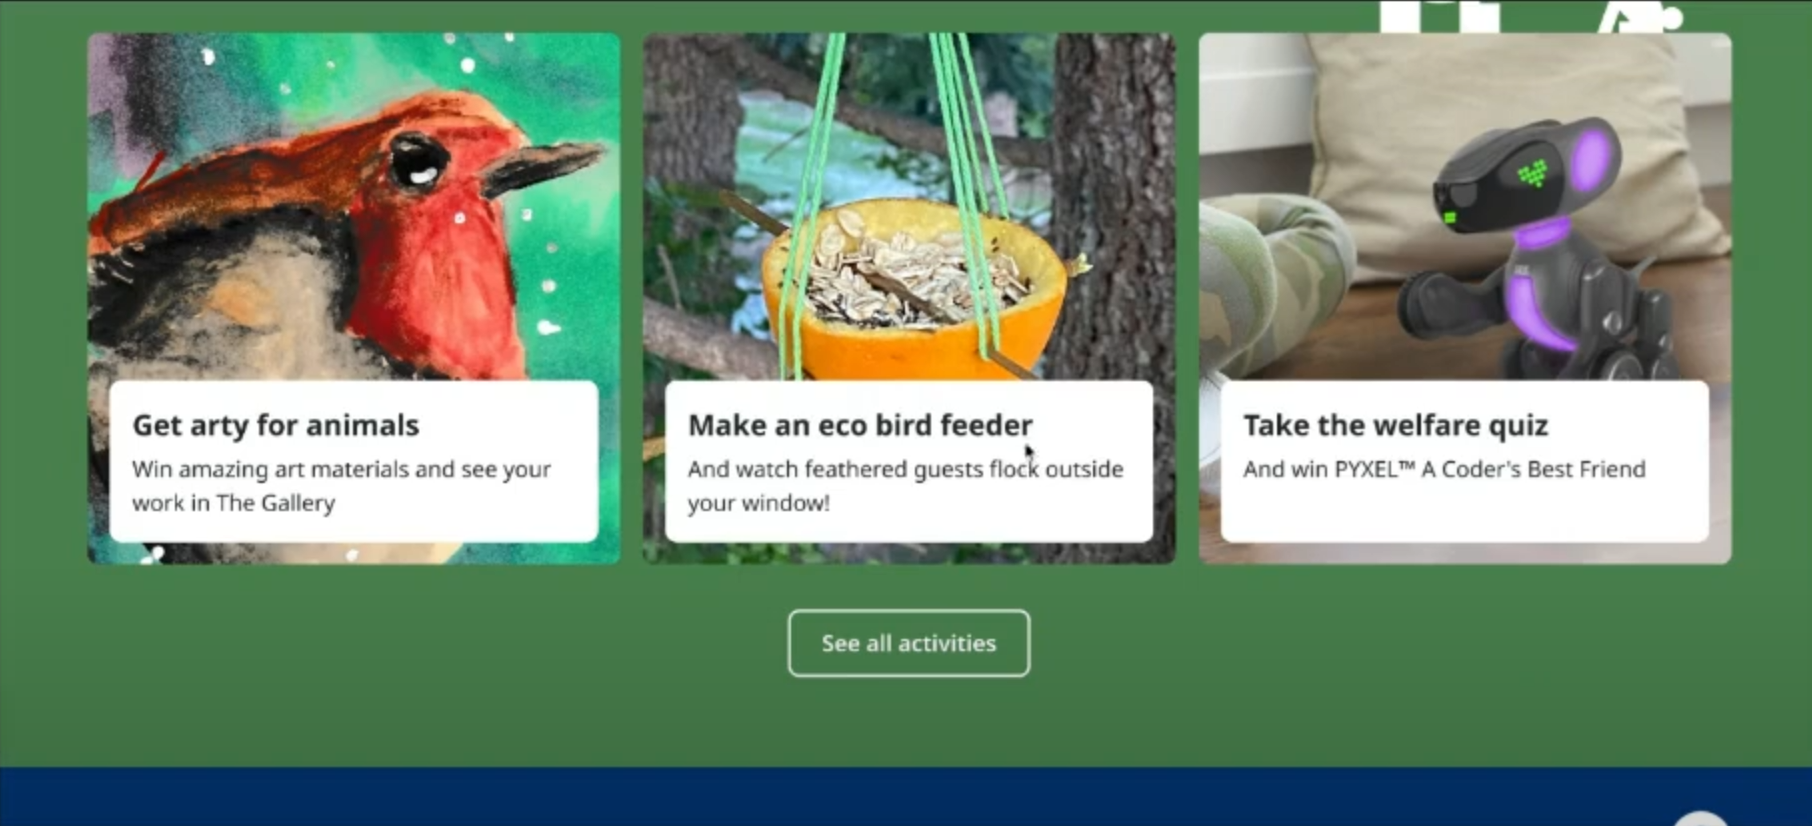 Get arty for animals
Win amazing art materials and see your
work in The Gallery
Make an eco bird feeder
And watch feathered guests flock outside
your window!
Take the welfare quiz
And win PYXEL™ A Coder's Best Friend
See all activities